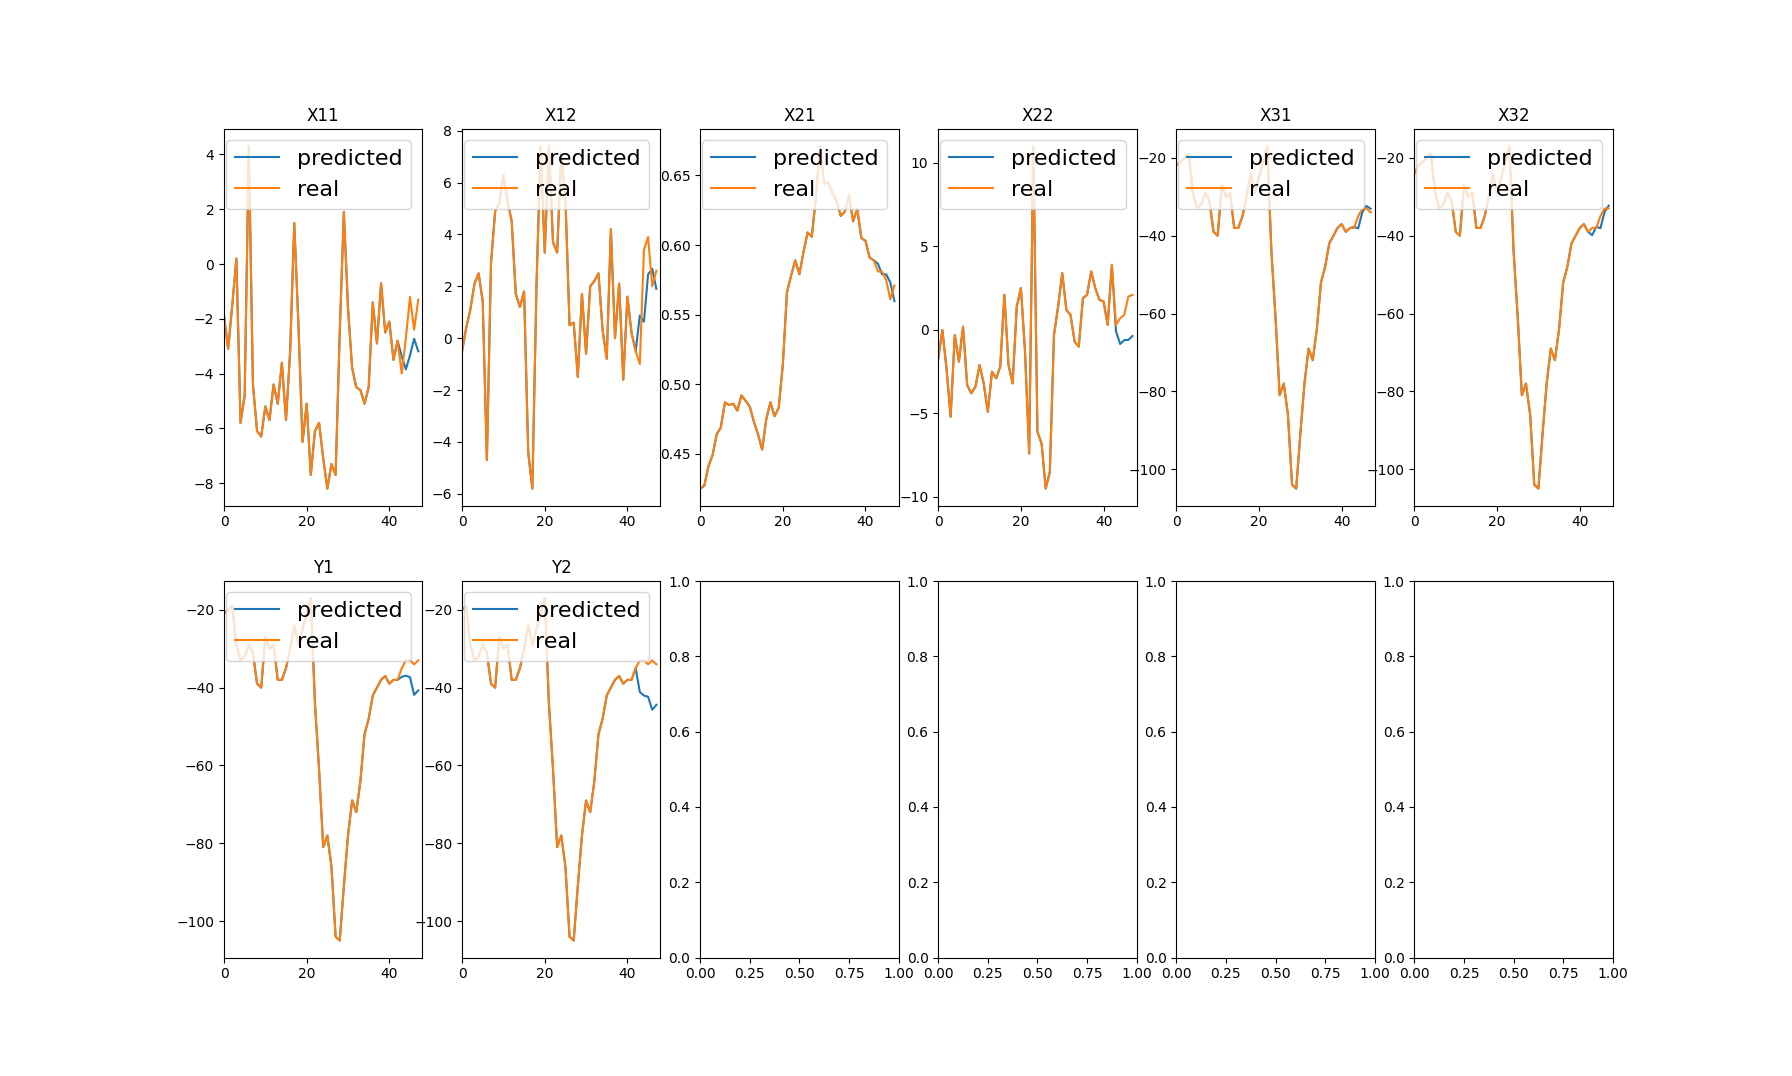 X11 X12 X21 X22 X31 X32
predicted predicted predicted predicted predicted predicted
real real real real real real
4 8 0.65 10 −20 −20
2 6 0.60 5 −40 −40
0 4 0.55 0 −60 −60
−2 2 0.50 −5 −80 −80
−4 0 0.45 −10 −100 −100
−6 −2
−8 −4
−6
0 20 40 0 20 40 0 20 40 0 20 40 0 20 40 0 20 40
Y1 Y2
predicted predicted
real real
−20 −20 1.0 1.0 1.0 1.0
−40 −40 0.8 0.8 0.8 0.8
−60 −60 0.6 0.6 0.6 0.6
−80 −80 0.4 0.4 0.4 0.4
−100 −100 0.2 0.2 0.2 0.2
0.0 0.0 0.0 0.0
0 20 40 0 20 40 0.00 0.25 0.50 0.75 1.00 0.00 0.25 0.50 0.75 1.00 0.00 0.25 0.50 0.75 1.00 0.00 0.25 0.50 0.75 1.00